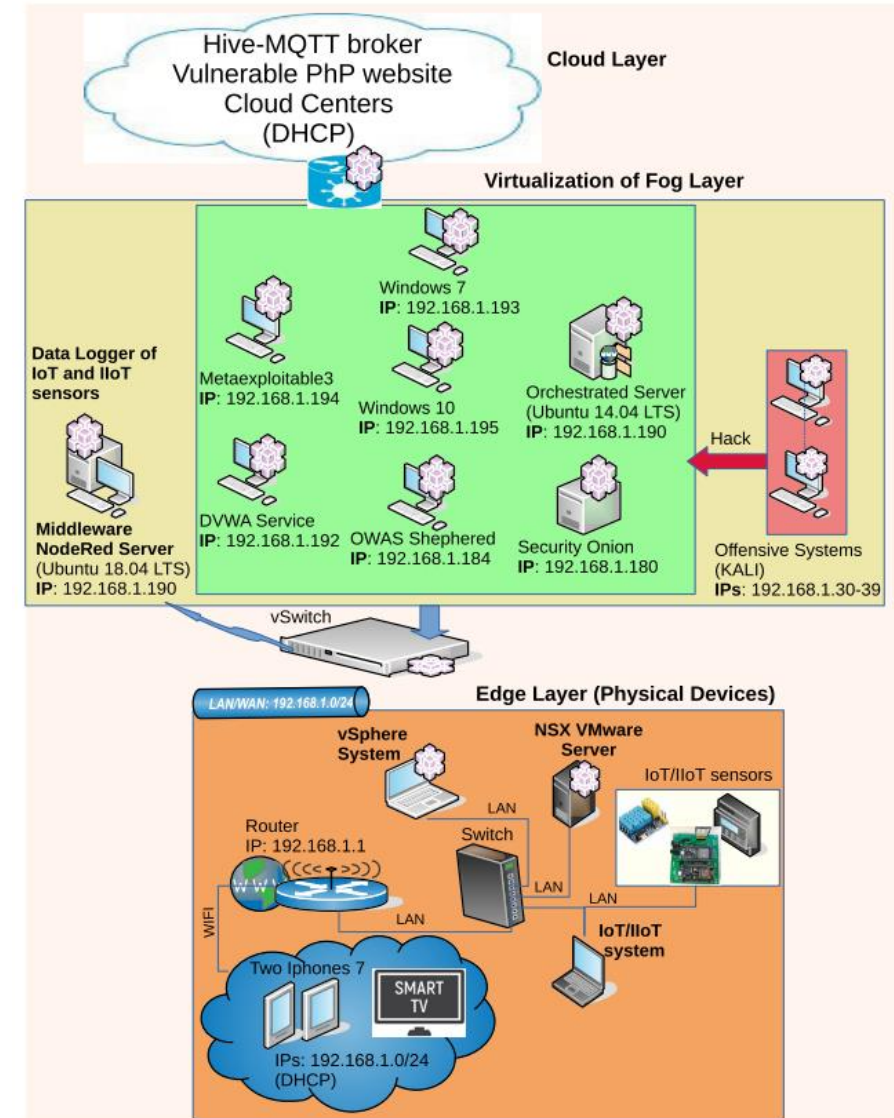 Hive-MQTT broker
Vulnerable PhP website
Cloud Centers
(DHCP)
Cloud Layer
Virtualization of Fog Layer
Windows 7
IP: 192.168.1.193
Data Logger of
IoT and IIoT
sensors
Metaexploitable3
IP: 192.168.1.194
Windows 10
IP: 192.168.1.195
Orchestrated Server
(Ubuntu 14.04 LTS)
IP: 192.168.1.190
Hack
Middleware
NodeRed Server
(Ubuntu 18.04 LTS)
IP: 192.168.1.190
DVWA Service
IP: 192.168.1.192
OWAS Shephered
IP: 192.168.1.184
Security Onion
IP: 192.168.1.180
Offensive Systems
(KALI)
IPs: 192.168.1.30-39
vSwitch
LAN/WAN: 192.168.1.0/24
Edge Layer (Physical Devices)
vSphere
System
NSX VMware
Server
IoT/IIoT sensors
LAN
Router
IP: 192.168.1.1
Switch
LAN
LAN
LAN
WIFI
IoT/IIoT
system
Two Iphones 7
SMART
TV
IPs: 192.168.1.0/24
(DHCP)